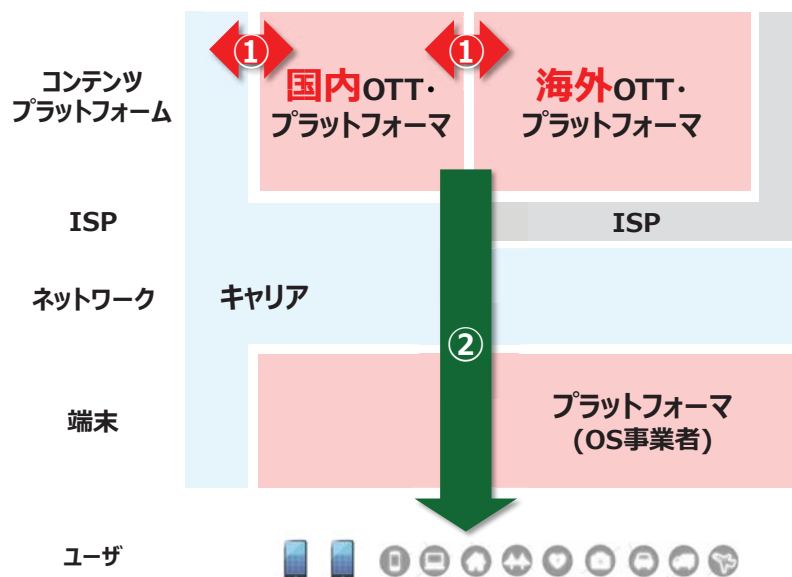 コンテンツ
プラットフォーム
①
①
国内OTT・
プラットフォーマ
海外OTT・
プラットフォーマ
ISP
ISP
ネットワーク
キャリア
②
端末
プラットフォーマ
(OS事業者)
ユーザ